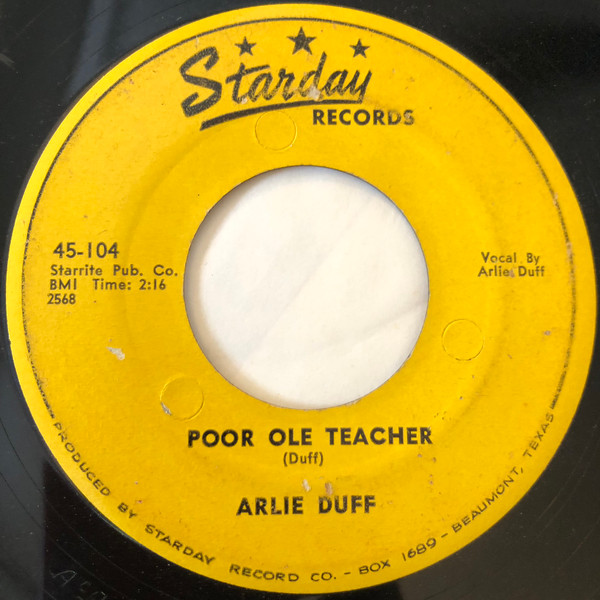 Starday
RECORDS
45-104
Starrite Pub. Co.
BMI Time: 2:16
2568
Vocal By
Arlie Duff
POOR OLE TEACHER
(Duff)
ARLIE DUFF
PRODUCED BY STARDAY RECORD CO. - BOX 1689 - BEAUMONT, TEXAS